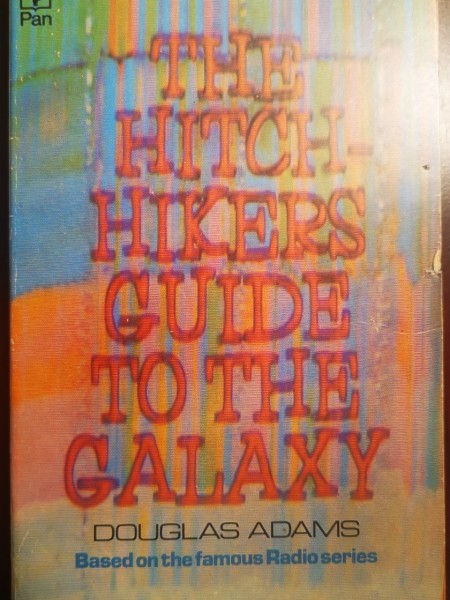 Pan
THE
HITCH-
HIKERS
GUIDE
TO THE
GALAXY
DOUGLAS ADAMS
Based on the famous Radio series